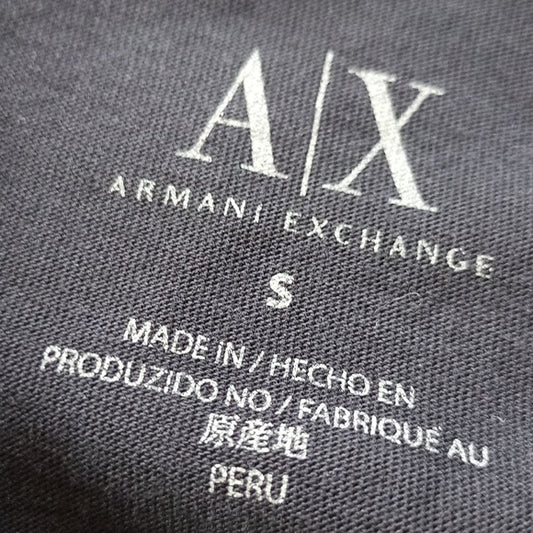 A|X
ARMANI EXCHANGE
S
MADE IN / HECHO EN
PRODUZIDO NO / FABRIQUÉ AU
原産地
PERU